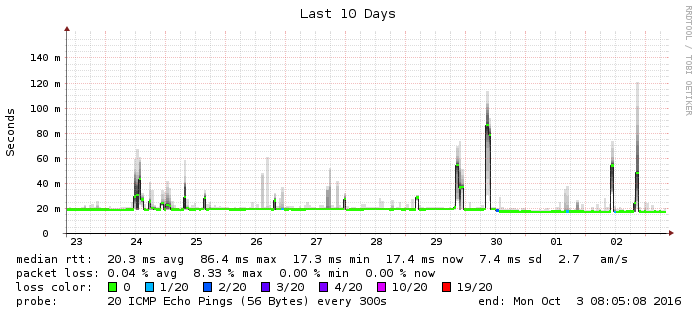 Last 10 Days
RRDTOOL / TOBI OETIKER
Seconds
140 m
120 m
100 m
80 m
60 m
40 m
20 m
0
23 24 25 26 27 28 29 30 01 02
median rtt: 20.3 ms avg 86.4 ms max 17.3 ms min 17.4 ms now 7.4 ms sd 2.7 am/s
packet loss: 0.04 % avg 8.33 % max 0.00 % min 0.00 % now
loss color: 0 1/20 2/20 3/20 4/20 10/20 19/20
probe: 20 ICMP Echo Pings (56 Bytes) every 300s end: Mon Oct 3 08:05:08 2016